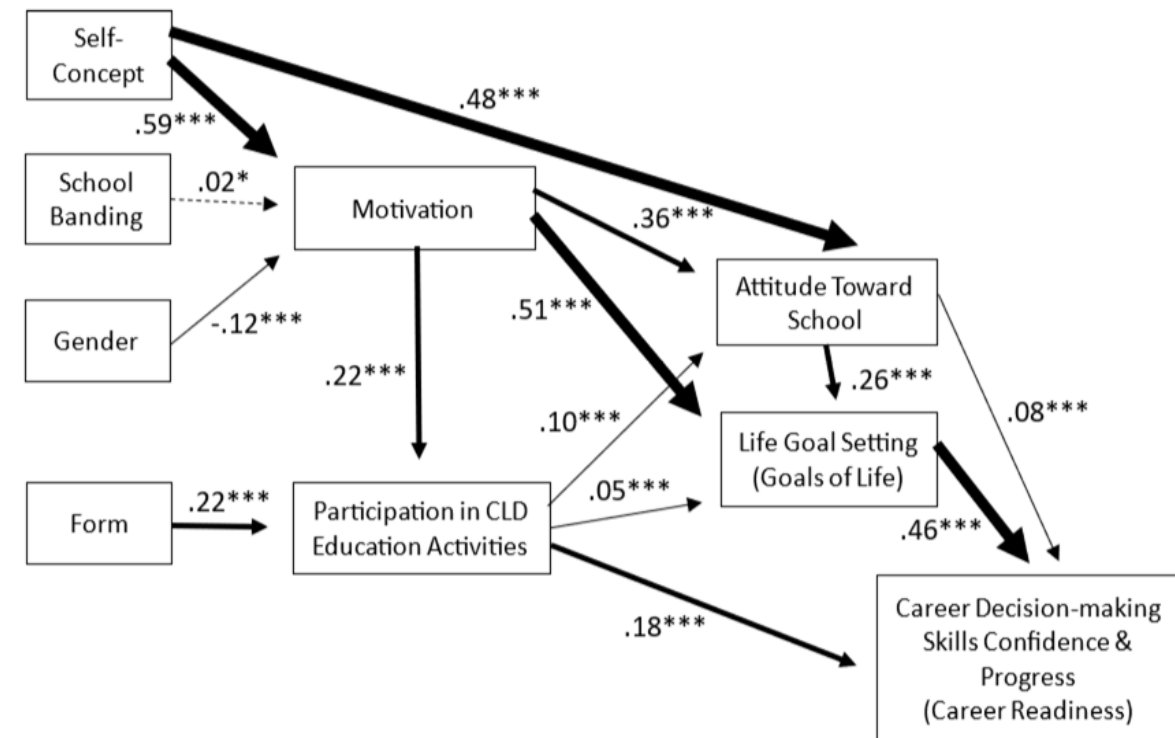 Self-
Concept
.48***
.59***
School
Banding
.02*
Motivation
.36***
Attitude Toward
School
Gender
-.12***
.51***
.22***
.26***
.10***
.08***
Life Goal Setting
(Goals of Life)
Form
.22***
Participation in CLD
Education Activities
.05***
.46***
.18***
Career Decision-making
Skills Confidence &
Progress
(Career Readiness)